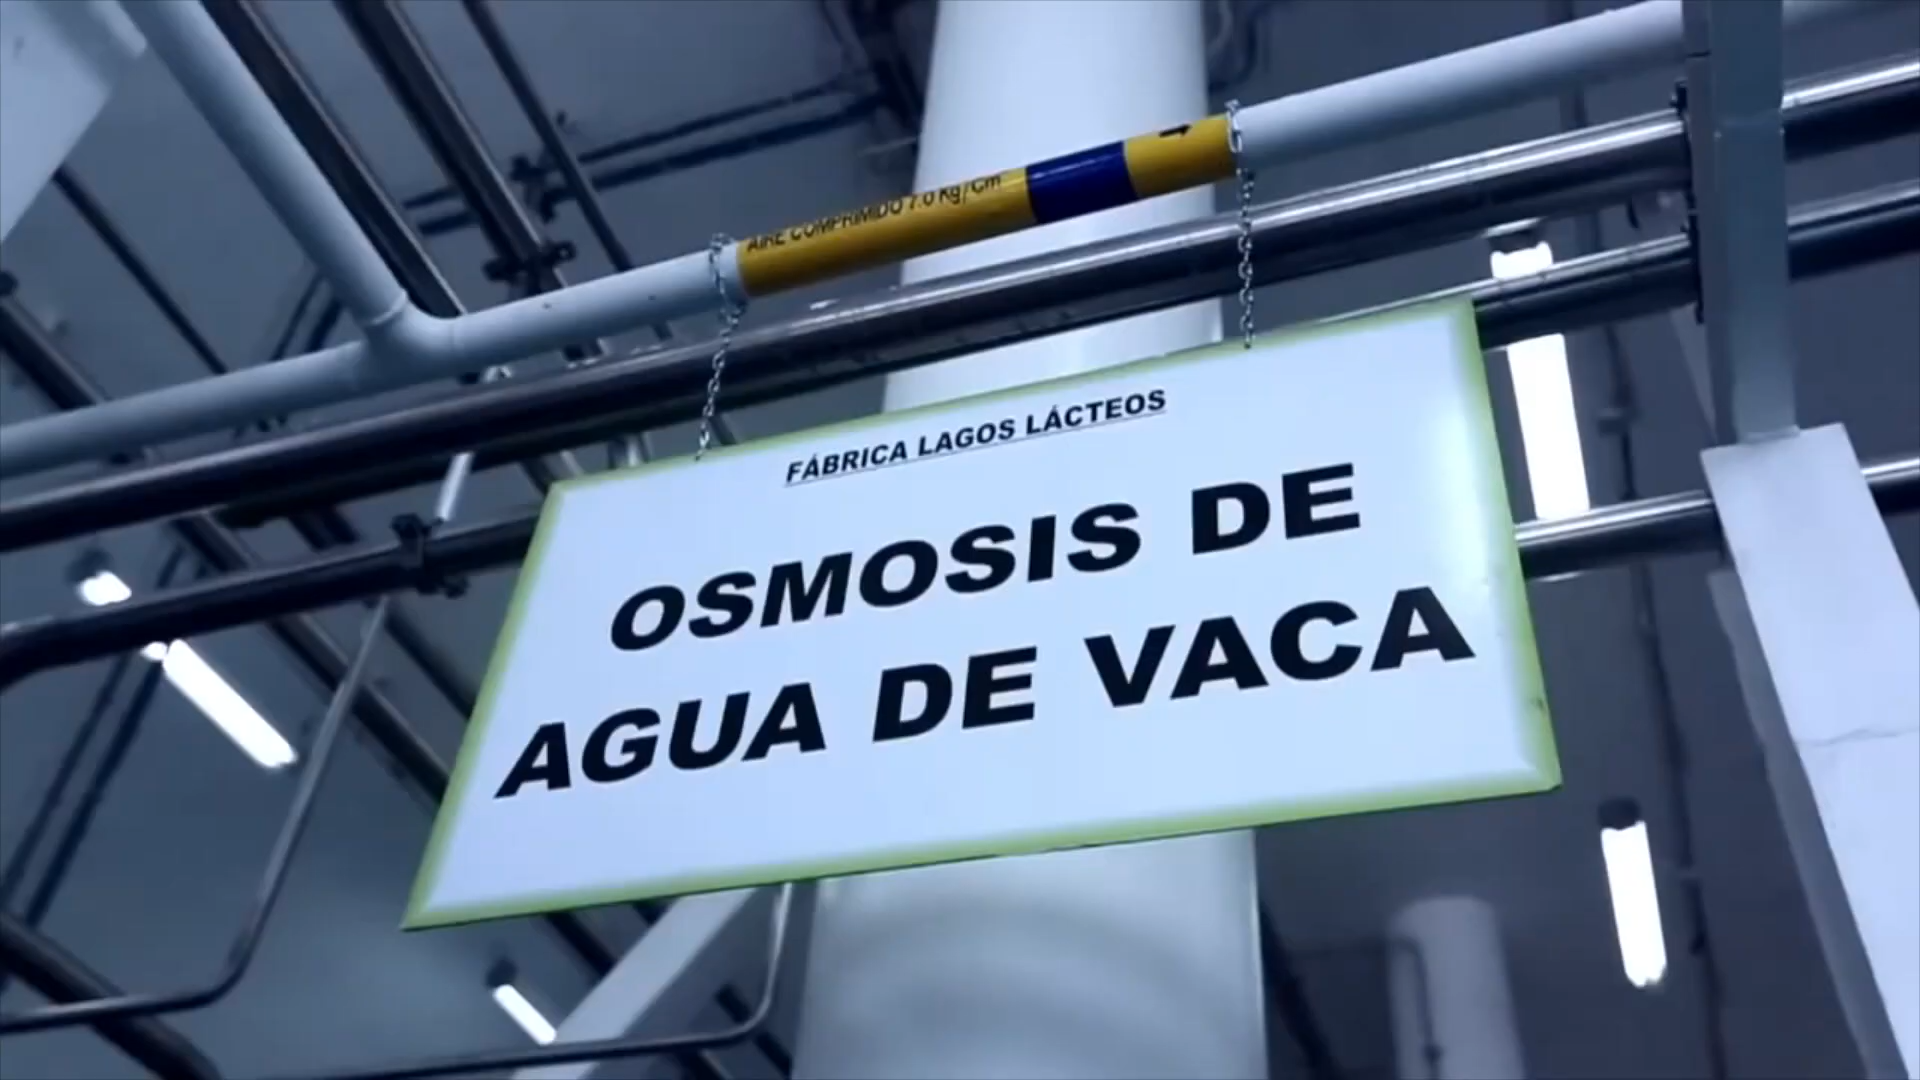 AIRE COMPRIMIDO 7.0 Kg/Cm
FÁBRICA LAGOS LÁCTEOS
OSMOSIS DE
AGUA DE VACA